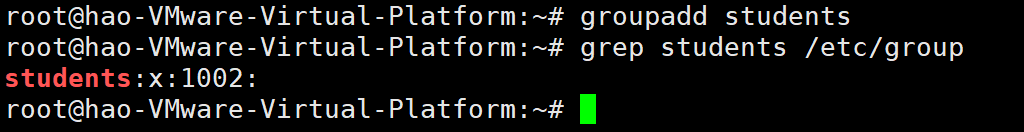 root@hao-VMware-Virtual-Platform:~# groupadd students
root@hao-VMware-Virtual-Platform:~# grep students /etc/group
students:x:1002:
root@hao-VMware-Virtual-Platform:~#